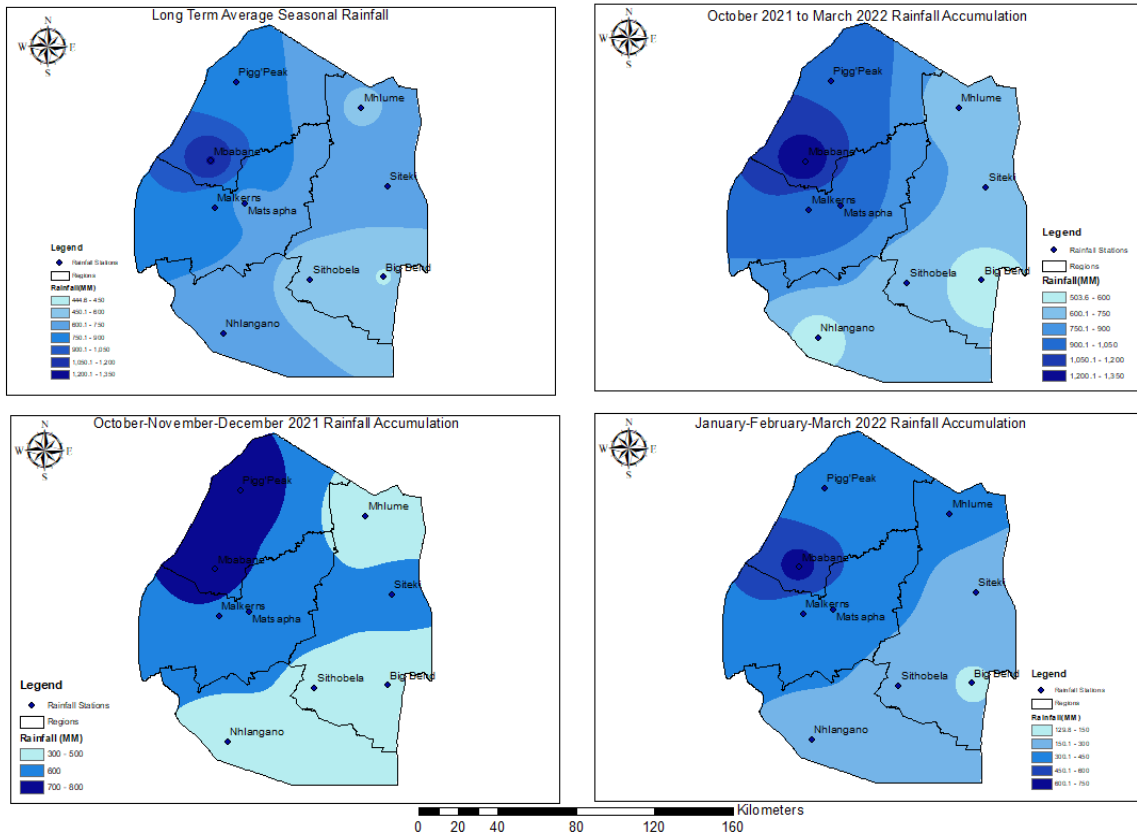 Long Term Average Seasonal Rainfall
N
W E
S
Pigg'Peak
Mhlume
Mbabane
Siteki
Malkerns
Matsapha
Sithobela
Big Bend
Nhlangano
Legend
Rainfall Stations
Regions
Rainfall(MM)
444.6 - 450
450.1 - 600
600.1 - 750
750.1 - 900
900.1 - 1,050
1,050.1 - 1,200
1,200.1 - 1,350
October 2021 to March 2022 Rainfall Accumulation
N
W E
S
Pigg'Peak
Mhlume
Mbabane
Siteki
Malkerns
Matsapha
Sithobela
Big Bend
Nhlangano
Legend
Rainfall Stations
Regions
Rainfall(MM)
503.6 - 600
600.1 - 750
750.1 - 900
900.1 - 1,050
1,050.1 - 1,200
1,200.1 - 1,350
October-November-December 2021 Rainfall Accumulation
N
W E
S
Pigg'Peak
Mhlume
Mbabane
Siteki
Malkerns
Matsapha
Sithobela
Big Bend
Nhlangano
Legend
Rainfall Stations
Regions
Rainfall (MM)
300 - 500
600
700 - 800
January-February-March 2022 Rainfall Accumulation
N
W E
S
Pigg'Peak
Mhlume
Mbabane
Siteki
Malkerns
Matsapha
Sithobela
Big Bend
Nhlangano
Legend
Rainfall Stations
Regions
Rainfall(MM)
129.8 - 150
150.1 - 300
300.1 - 450
450.1 - 600
600.1 - 750
Kilometers
0 20 40 80 120 160